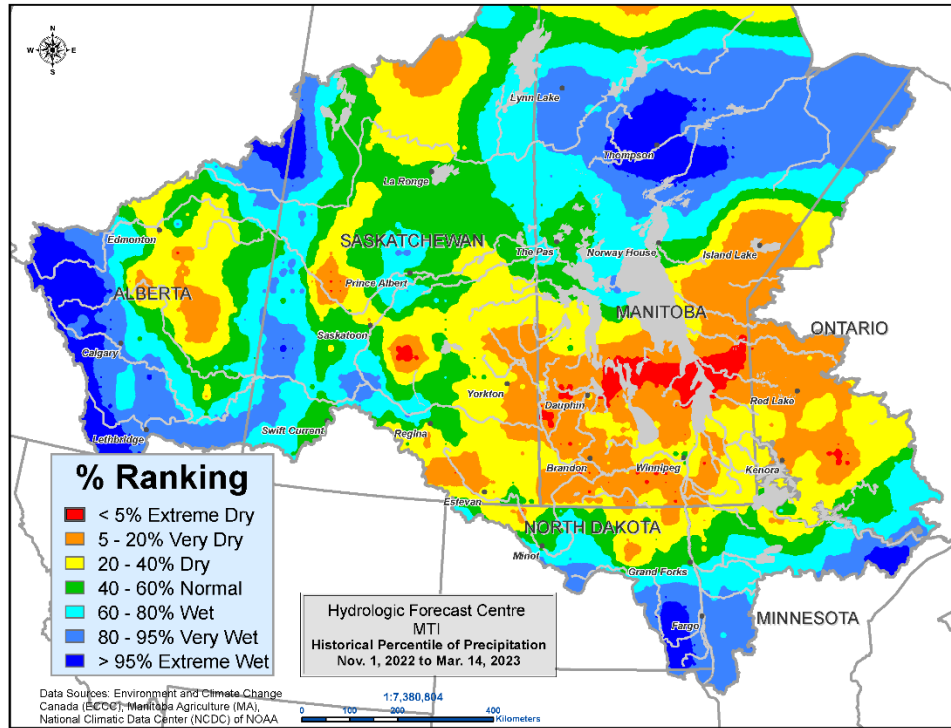 N
W E
S
Lynn Lake
Thompson
La Ronge
Edmonton
SASKATCHEWAN
The Pas
Norway House
Island Lake
Prince Albert
ALBERTA
MANITOBA
ONTARIO
Saskatoon
Calgary
Yorkton
Dauphin
Red Lake
Lethbridge
Swift Current
Regina
Brandon
Winnipeg
Kenora
Estevan
NORTH DAKOTA
Minot
Grand Forks
Fargo
MINNESOTA
% Ranking
< 5% Extreme Dry
5 - 20% Very Dry
20 - 40% Dry
40 - 60% Normal
60 - 80% Wet
80 - 95% Very Wet
> 95% Extreme Wet
Hydrologic Forecast Centre
MTI
Historical Percentile of Precipitation
Nov. 1, 2022 to Mar. 14, 2023
Data Sources: Environment and Climate Change
Canada (ECCC), Manitoba Agriculture (MA),
National Climatic Data Center (NCDC) of NOAA
1:7,380,804
0 100 200 400
Kilometers